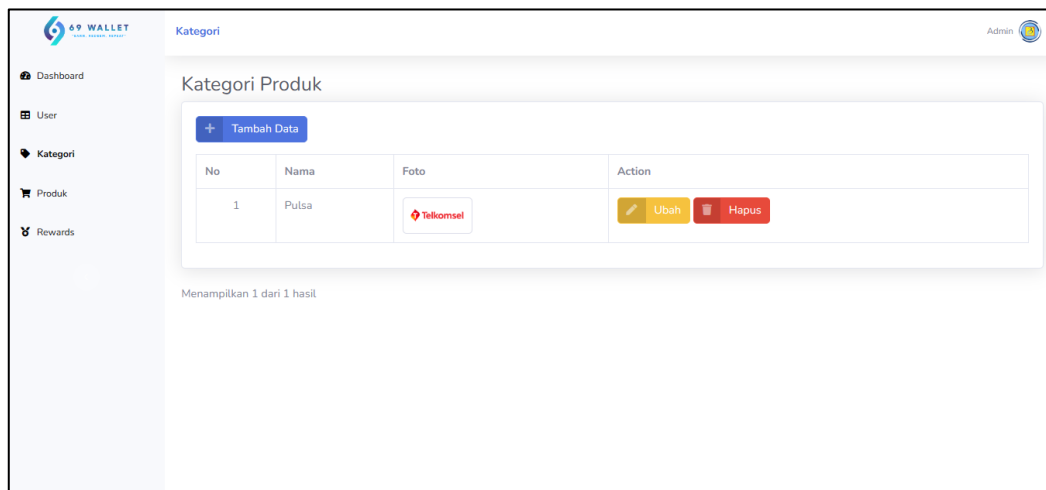 69 WALLET
Kategori
Admin
Dashboard
User
Kategori
Produk
Rewards
Kategori Produk
+ Tambah Data
No Nama Foto Action
1 Pulsa Telkomsel Ubah Hapus
Menampilkan 1 dari 1 hasil